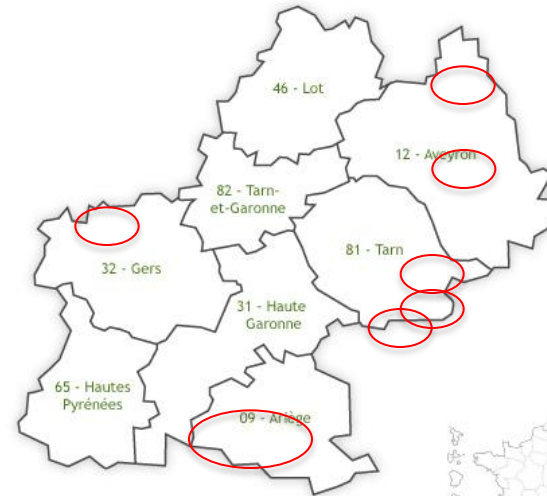 46 - Lot
12 - Aveyron
82 - Tarn-
et-Garonne
81 - Tarn
32 - Gers
31 - Haute
Garonne
65 - Hautes
Pyrénées
09 - Ariège